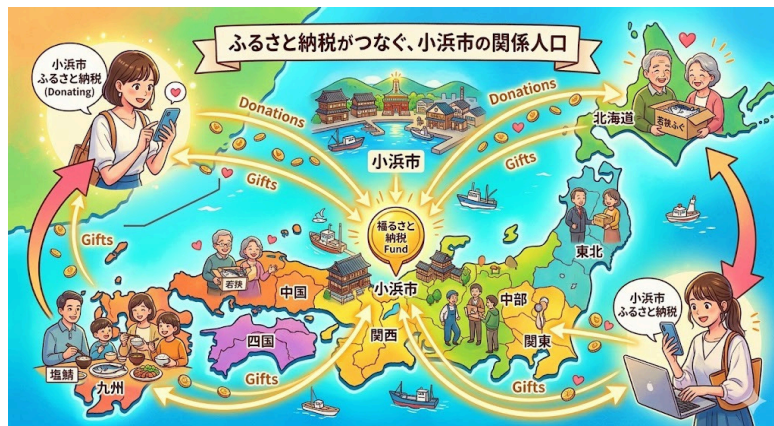 ふるさと納税がつなぐ、小浜市の関係人口
小浜市
ふるさと納税
(Donating)
Donations
Gifts
小浜市
Donations
Gifts
北海道
若狭ふぐ
Gifts
福るさと
納税
Fund
東北
若狭
中国
小浜市
中部
小浜市
ふるさと納税
四国
関西
関東
塩鯖
九州
Gifts
Gifts